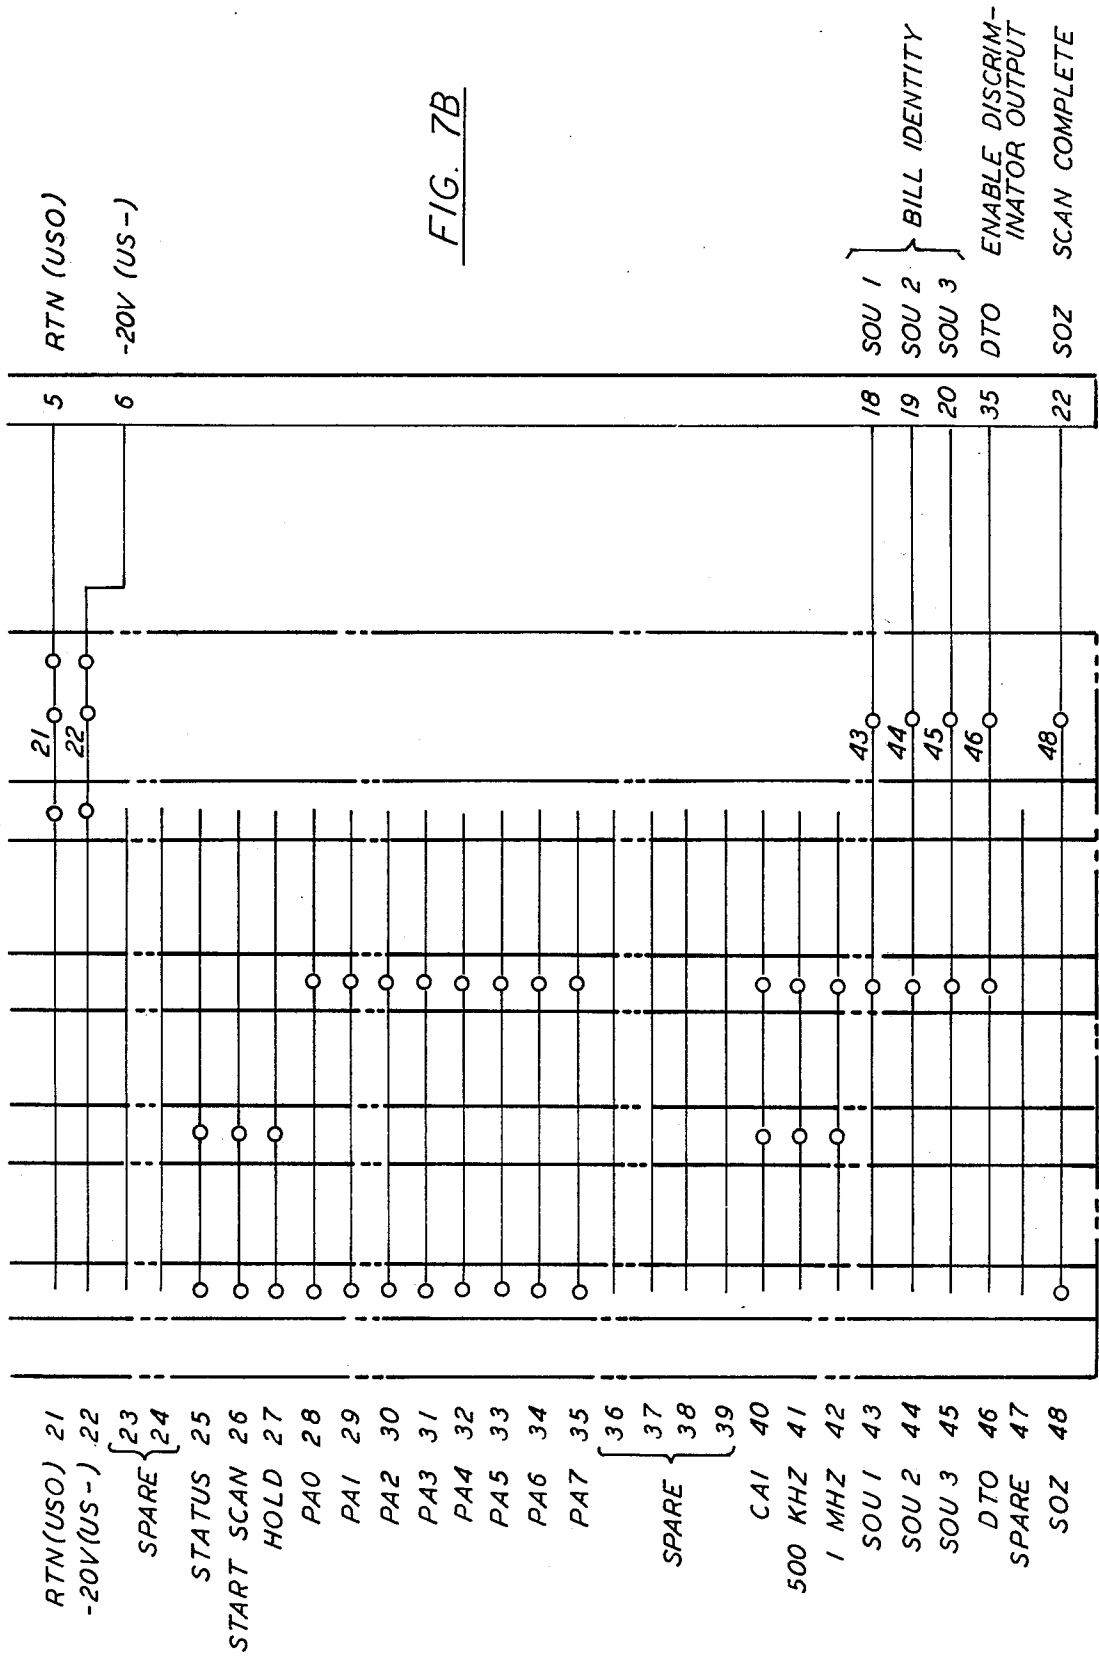 FIG. 7B
RTN(USO) 21
-20V(US-) 22
SPARE
23
24
STATUS 25
START SCAN 26
HOLD 27
PA0 28
PA1 29
PA2 30
PA3 31
PA4 32
PA5 33
PA6 34
PA7 35
SPARE
36
37
38
39
CA1 40
500 KHZ 41
1 MHZ 42
SOU 1 43
SOU 2 44
SOU 3 45
DTO 46
SPARE 47
SOZ 48
21
22
43
44
45
46
48
5 RTN (USO)
6 -20V (US-)
18 SOU 1
19 SOU 2
20 SOU 3
BILL IDENTITY
35 DTO ENABLE DISCRIM-
INATOR OUTPUT
22 SOZ SCAN COMPLETE